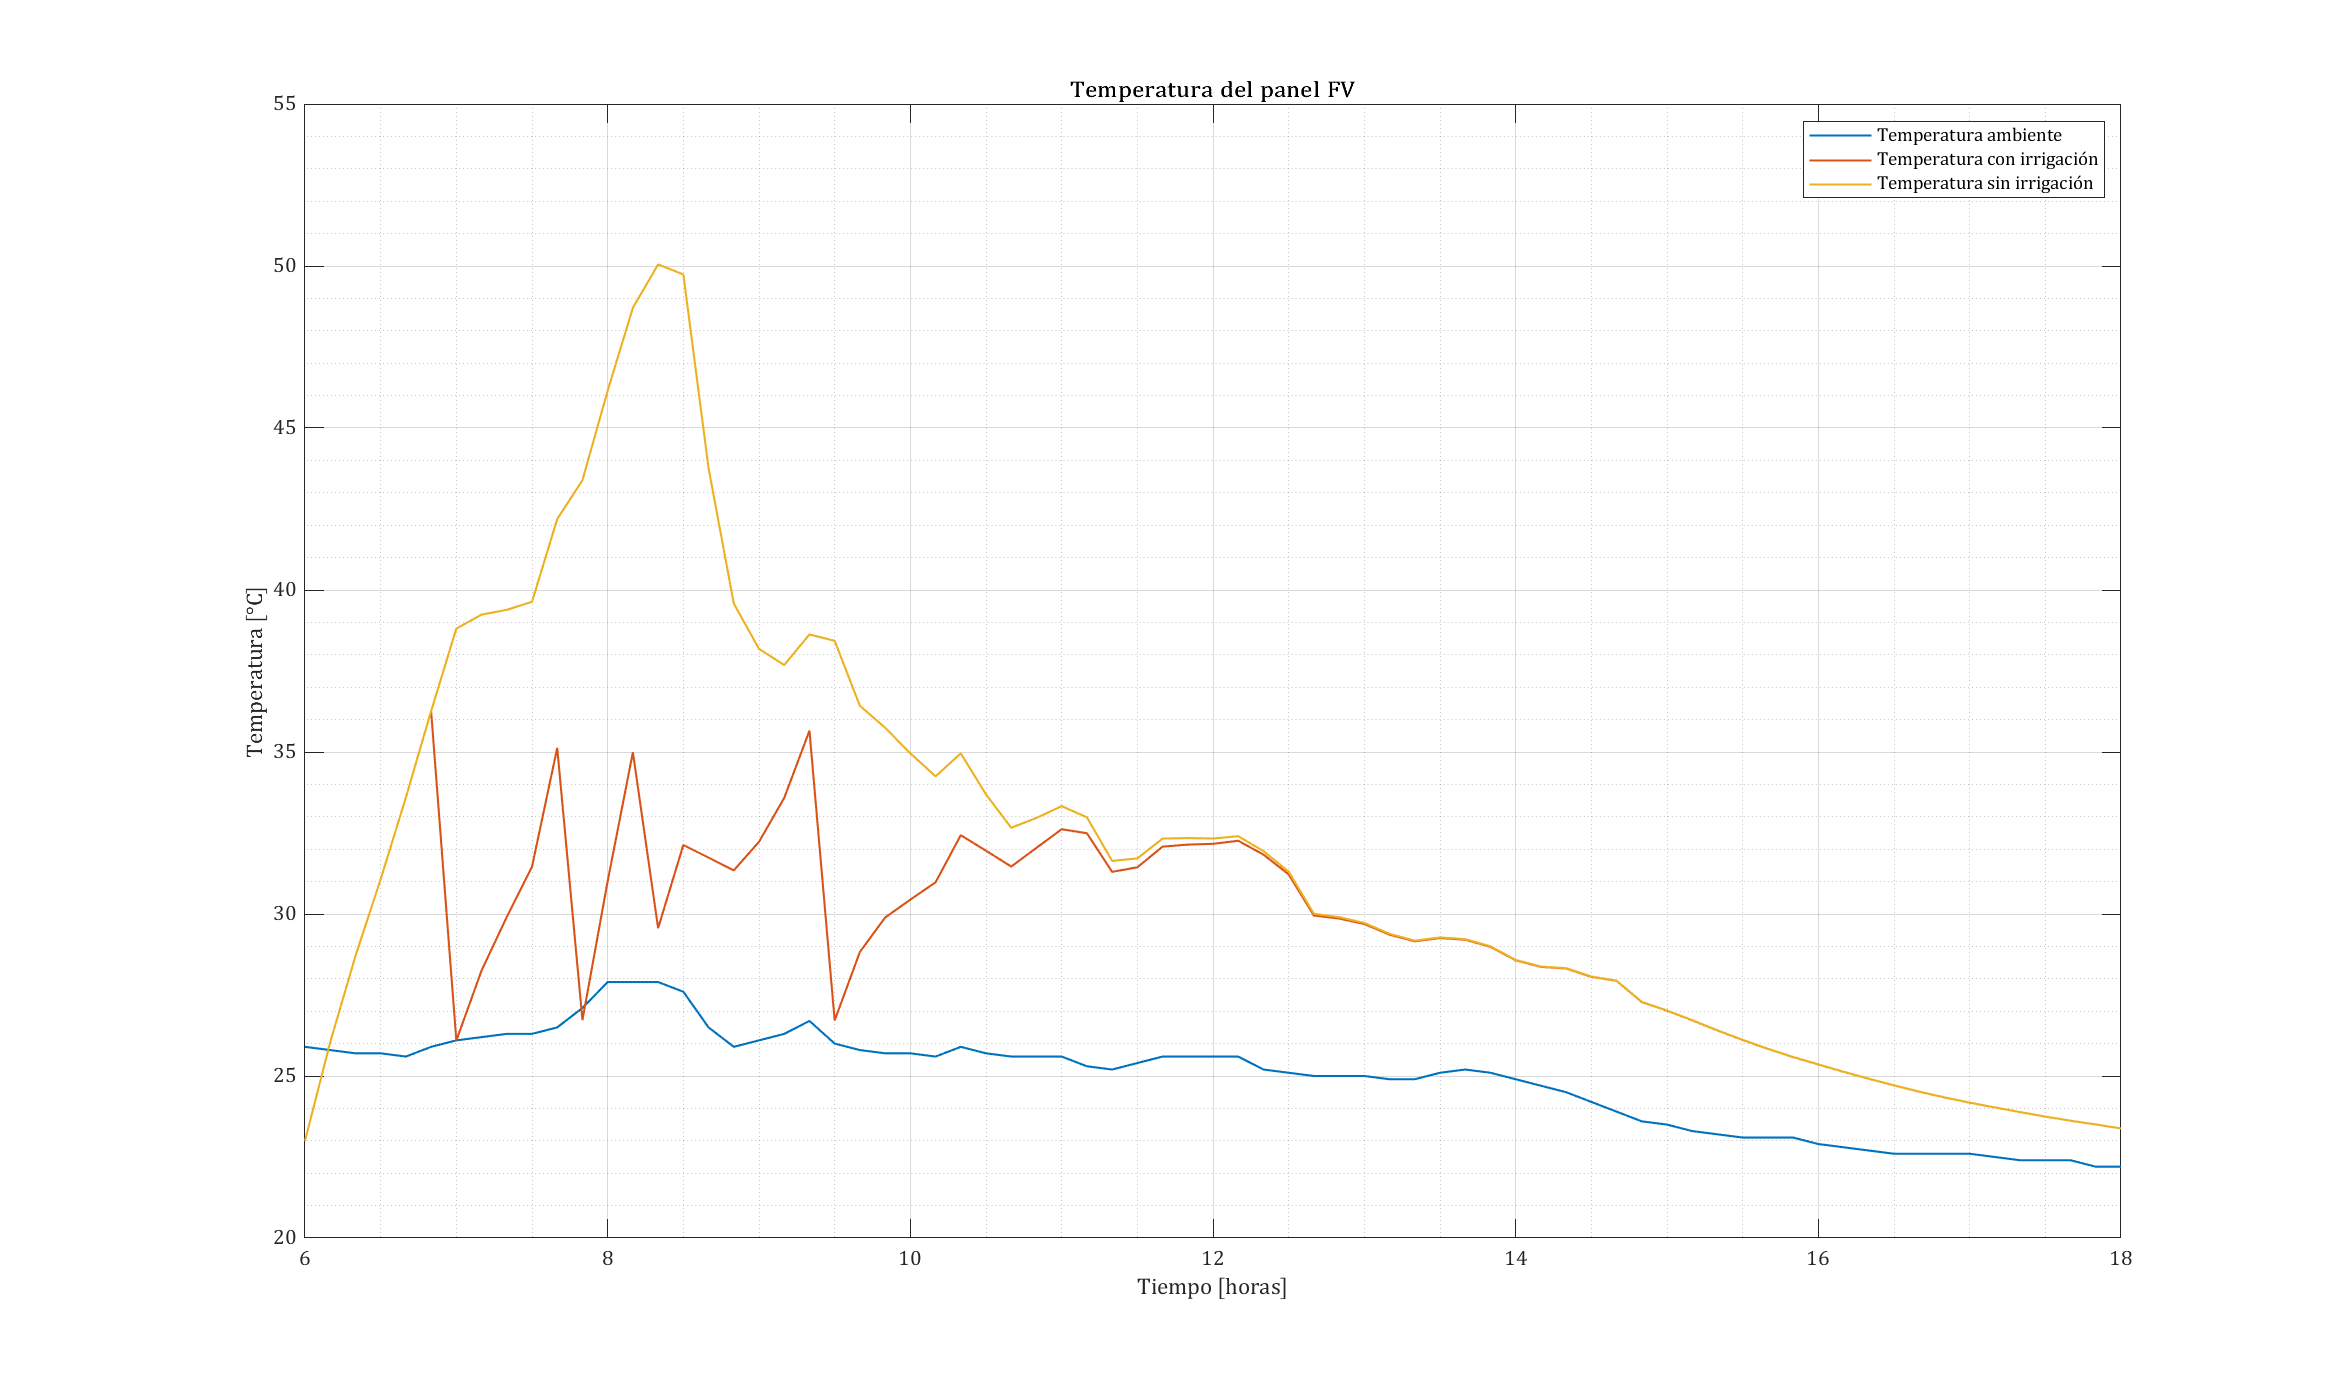 Temperatura del panel FV
55
50
45
40
35
30
25
20
Temperatura [°C]
Temperatura ambiente
Temperatura con irrigación
Temperatura sin irrigación
6 8 10 12 14 16 18
Tiempo [horas]